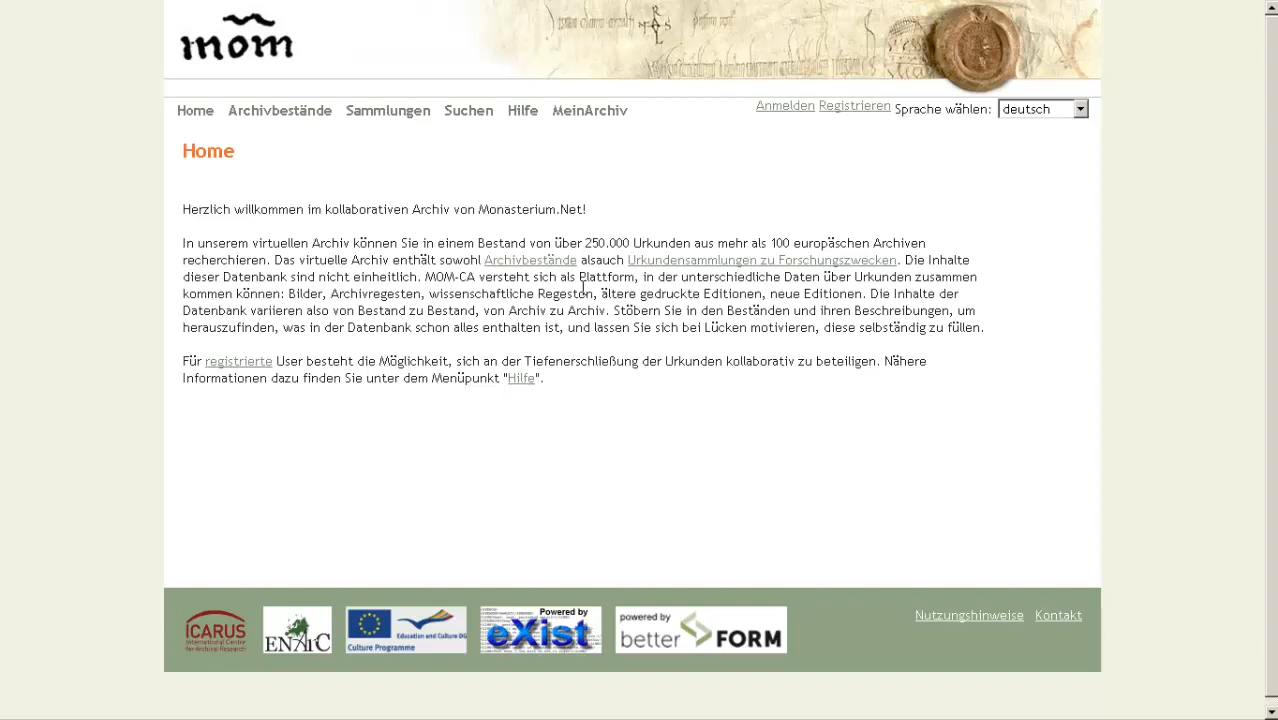 mom
Home Archivbestände Sammlungen Suchen Hilfe MeinArchiv
Anmelden Registrieren Sprache wählen: deutsch
Home
Herzlich willkommen im kollaborativen Archiv von Monasterium.Net!
In unserem virtuellen Archiv können Sie in einem Bestand von über 250.000 Urkunden aus mehr als 100 europäschen Archiven
recherchieren. Das virtuelle Archiv enthält sowohl Archivbestände alsauch Urkundensammlungen zu Forschungszwecken. Die Inhalte
dieser Datenbank sind nicht einheitlich. MOM-CA versteht sich als Plattform, in der unterschiedliche Daten über Urkunden zusammen
kommen können: Bilder, Archivregesten, wissenschaftliche Regesten, ältere gedruckte Editionen, neue Editionen. Die Inhalte der
Datenbank variieren also von Bestand zu Bestand, von Archiv zu Archiv. Stöbern Sie in den Beständen und ihren Beschreibungen, um
herauszufinden, was in der Datenbank schon alles enthalten ist, und lassen Sie sich bei Lücken motivieren, diese selbständig zu füllen.
Für registrierte User besteht die Möglichkeit, sich an der Tiefenerschließung der Urkunden kollaborativ zu beteiligen. Nähere
Informationen dazu finden Sie unter dem Menüpunkt "Hilfe".
ICARUS
International Centre
for Archival Research
ENArC
Education and Culture DG
Culture Programme
Powered by
eXist
powered by
better FORM
Nutzungshinweise Kontakt